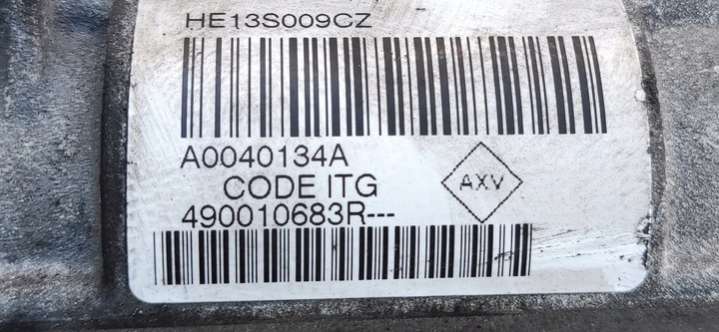 HE13S009CZ
A0040134A
CODE ITG
AXV
490010683R---